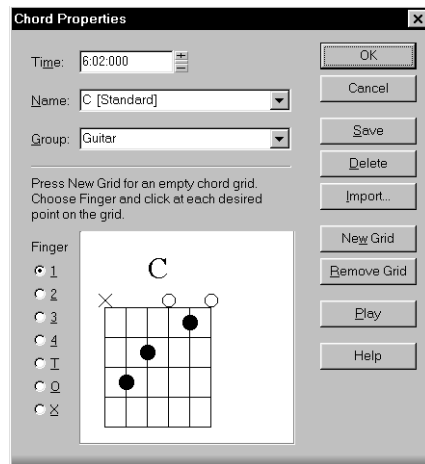 Chord Properties
Time: 6:02:000
Name: C [Standard]
Group: Guitar
Press New Grid for an empty chord grid.
Choose Finger and click at each desired
point on the grid.
Finger
1
2
3
4
T
O
X
C
X O O
OK
Cancel
Save
Delete
Import...
New Grid
Remove Grid
Play
Help